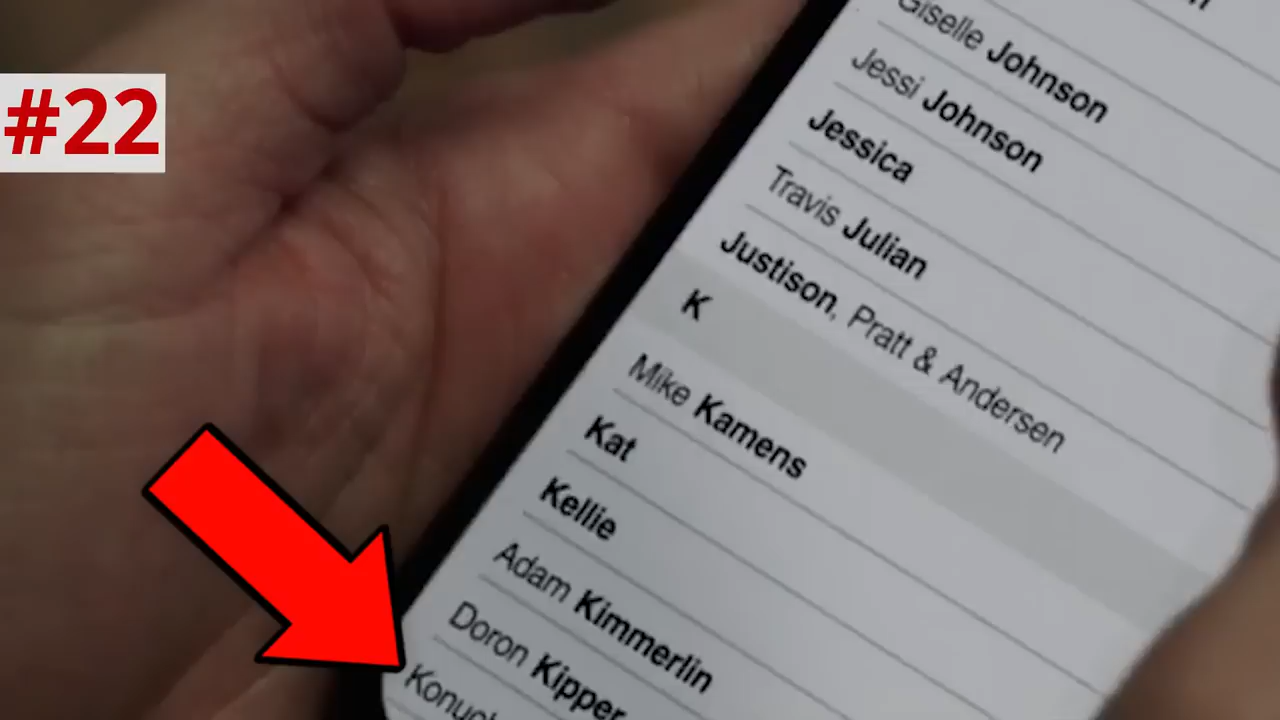 #22
Giselle Johnson
Jessi Johnson
Jessica
Travis Julian
Justison, Pratt & Andersen
K
Mike Kamens
Kat
Kellie
Adam Kimmerlin
Doron Kipper